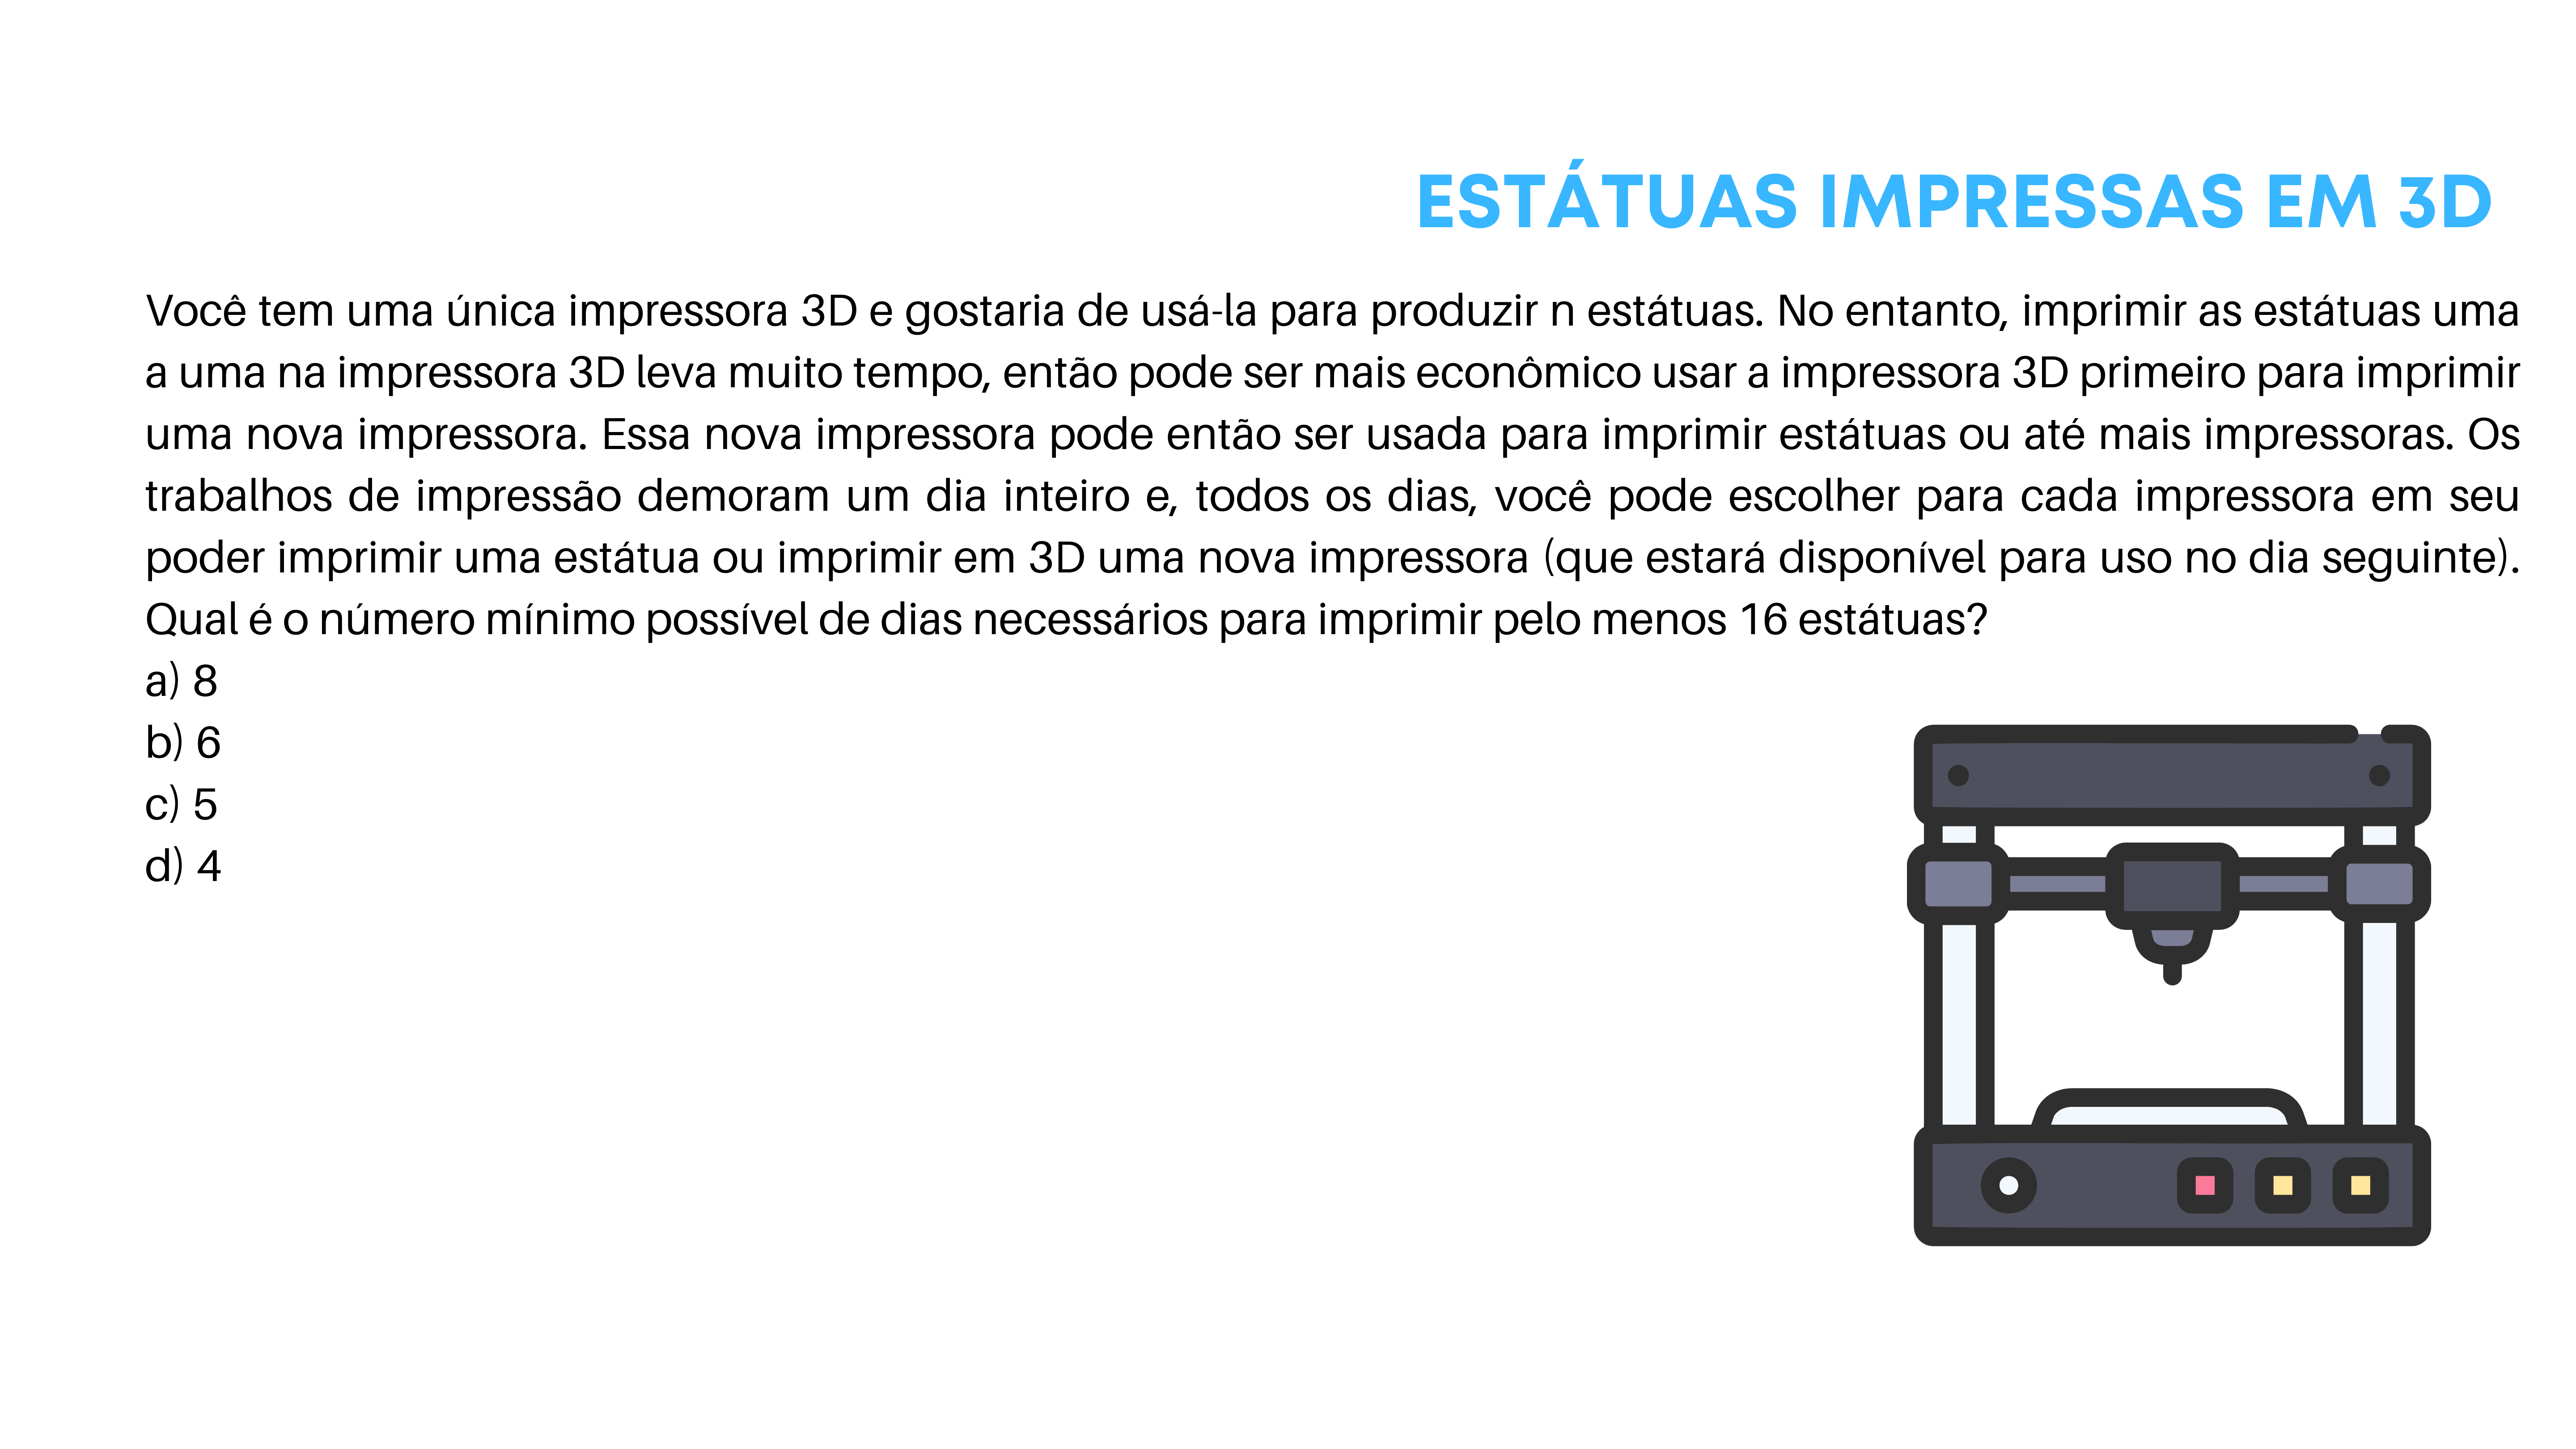 ESTÁTUAS IMPRESSAS EM 3D
Você tem uma única impressora 3D e gostaria de usá-la para produzir n estátuas. No entanto, imprimir as estátuas uma
a uma na impressora 3D leva muito tempo, então pode ser mais econômico usar a impressora 3D primeiro para imprimir
uma nova impressora. Essa nova impressora pode então ser usada para imprimir estátuas ou até mais impressoras. Os
trabalhos de impressão demoram um dia inteiro e, todos os dias, você pode escolher para cada impressora em seu
poder imprimir uma estátua ou imprimir em 3D uma nova impressora (que estará disponível para uso no dia seguinte).
Qual é o número mínimo possível de dias necessários para imprimir pelo menos 16 estátuas?
a) 8
b) 6
c) 5
d) 4